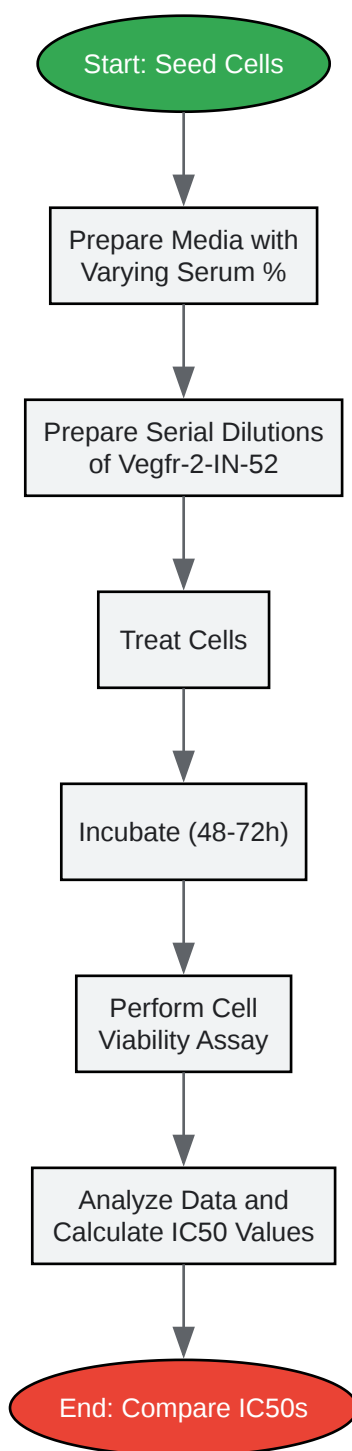 Start: Seed Cells
Prepare Media with
Varying Serum %
Prepare Serial Dilutions
of Vegfr-2-IN-52
Treat Cells
Incubate (48-72h)
Perform Cell
Viability Assay
Analyze Data and
Calculate IC50 Values
End: Compare IC50s